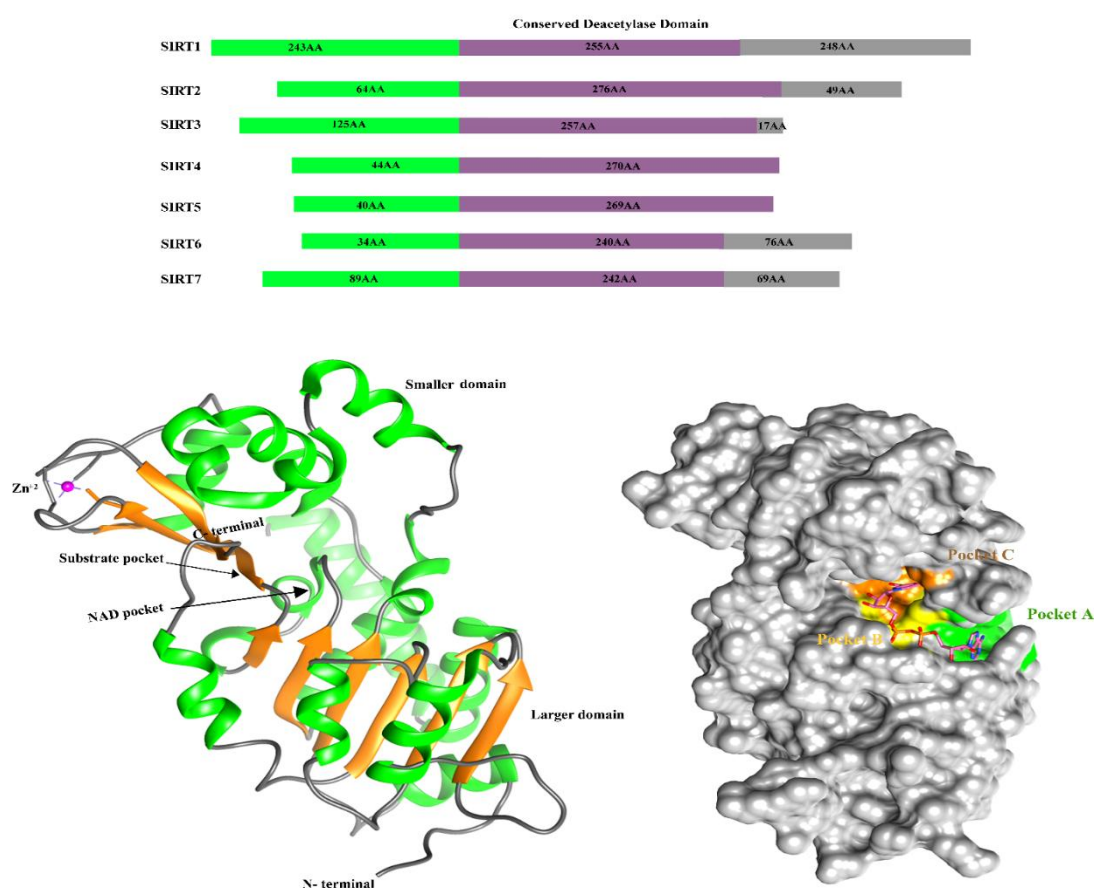 Conserved Deacetylase Domain
SIRT1 243AA 255AA 248AA
SIRT2 64AA 276AA 49AA
SIRT3 125AA 257AA 17AA
SIRT4 44AA 270AA
SIRT5 40AA 269AA
SIRT6 34AA 240AA 76AA
SIRT7 89AA 242AA 69AA
Smaller domain
Zn+2
C- terminal
Substrate pocket
NAD pocket
Larger domain
N- terminal
Pocket C
Pocket A
Pocket B